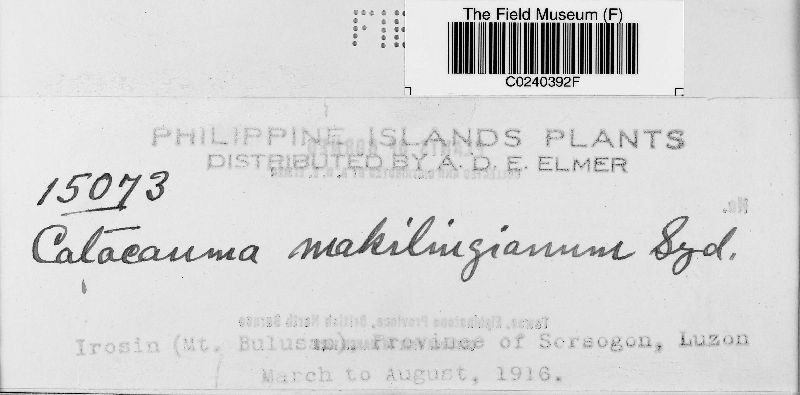 The Field Museum (F)
C0240392F
PHILIPPINE ISLANDS PLANTS
DISTRIBUTED BY A. D. E. ELMER
15073
Catacauma makilingianum Syd.
Irosin (Mt. Bulusan), Province of Sorsogon, Luzon
March to August, 1916.